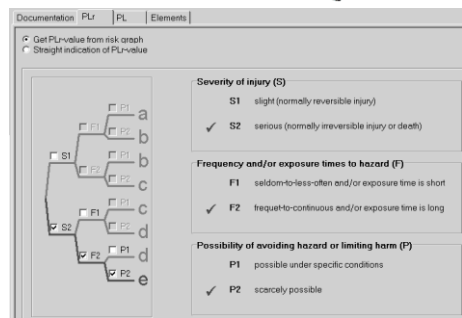 Documentation PLr PL Elements
Get PLr-value from risk graph
Straight indication of PLr-value
Severity of injury (S)
S1 slight (normally reversible injury)
✓ S2 serious (normally irreversible injury or death)
Frequency and/or exposure times to hazard (F)
F1 seldom-to-less-often and/or exposure time is short
✓ F2 frequet-to-continuous and/or exposure time is long
Possibility of avoiding hazard or limiting harm (P)
P1 possible under specific conditions
✓ P2 scarcely possible
P1 a
F1
P2 b
S1
P1 b
F2
P2 c
P1 c
F1
P2 d
S2
P1 d
F2
P2 e